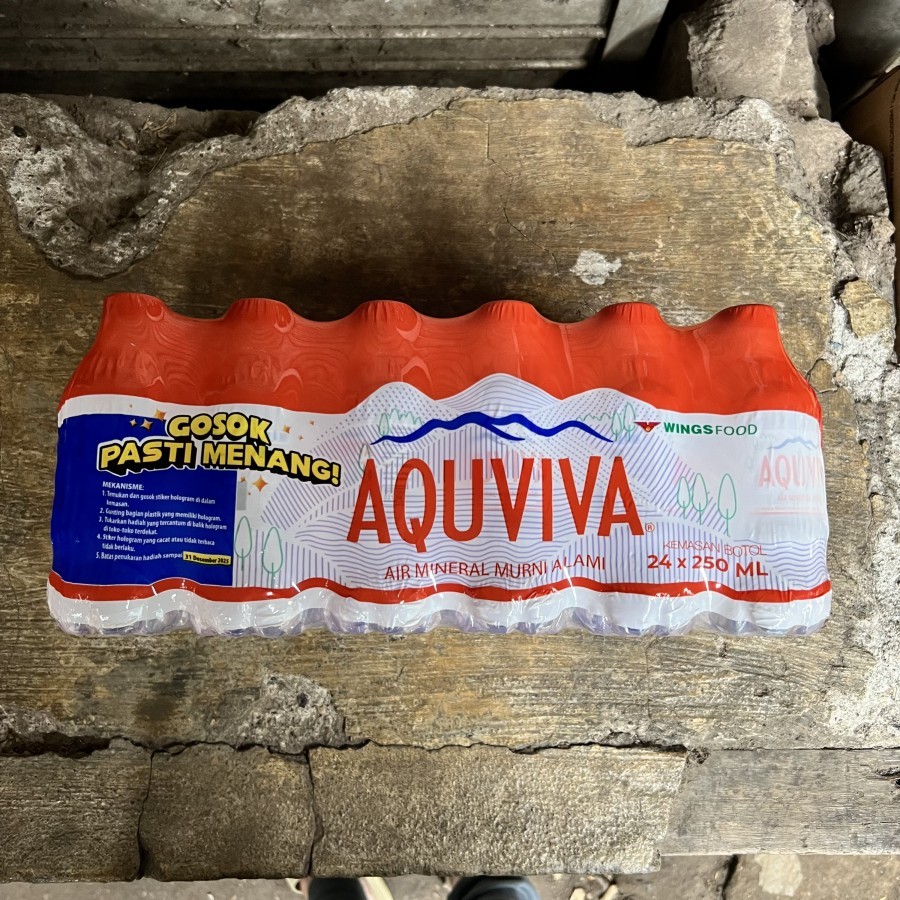 GOSOK
PASTI MENANG!
MEKANISME:
1. Temukan dan gosok stiker hologram di dalam
kemasan.
2. Gunting bagian plastik yang memiliki hologram.
3. Tukarkan hadiah yang tercantum di balik hologram
di toko-toko terdekat.
4. Stiker hologram yang cacat atau tidak terbaca
tidak berlaku.
5. Batas penukaran hadiah sampai 31 Desember 2025
AQUVIVA®
AIR MINERAL MURNI ALAMI
WINGSFOOD
KEMASAN BOTOL
24 x 250 ML